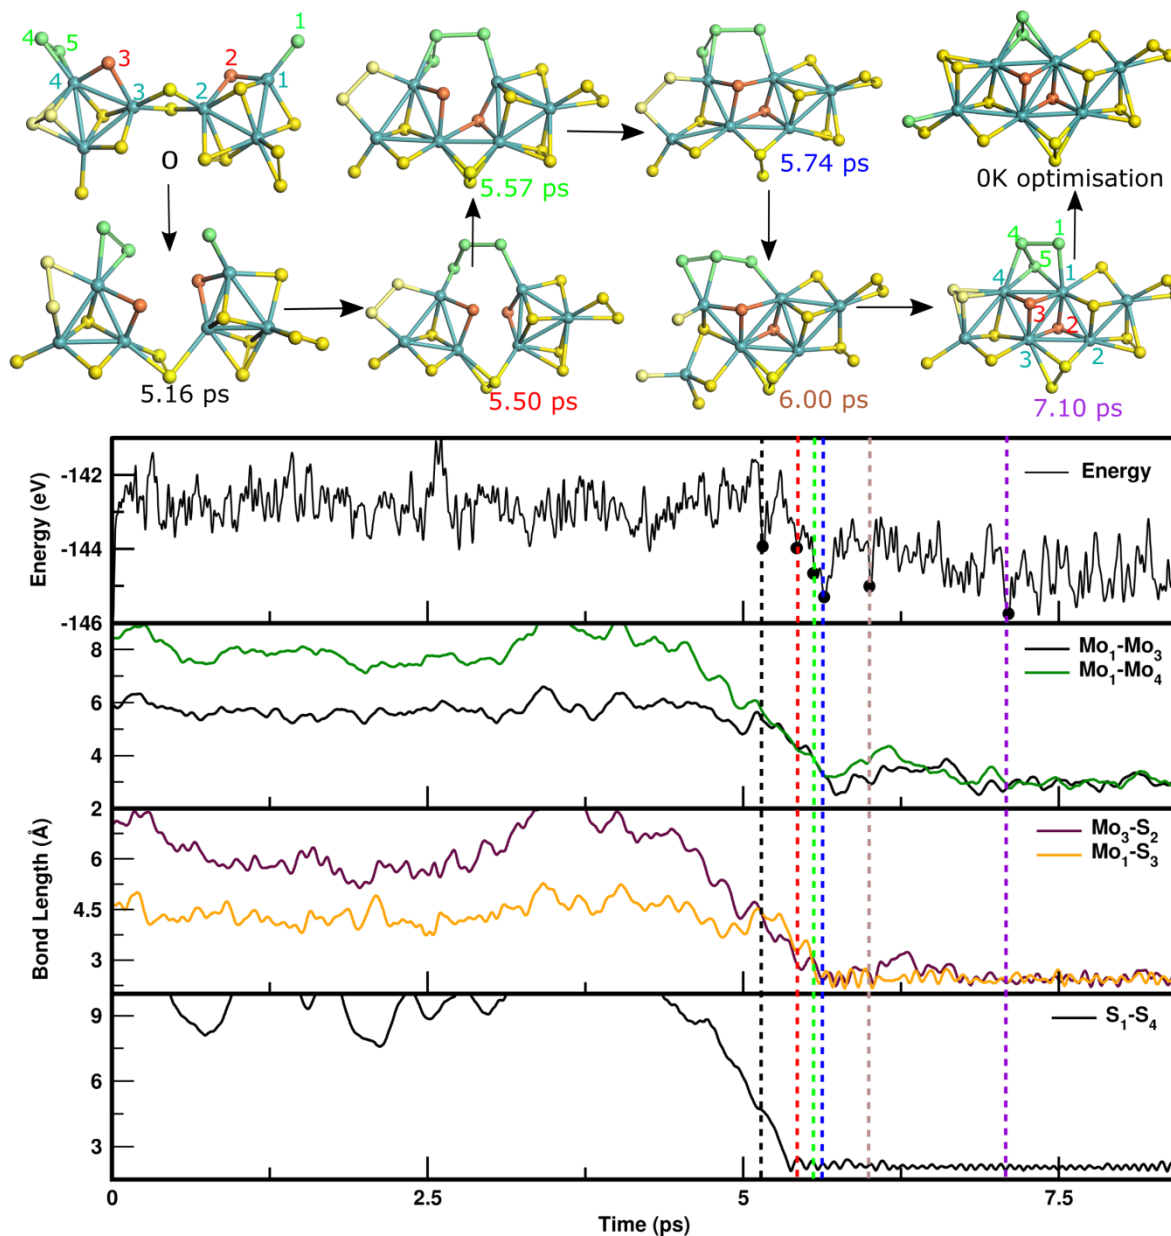 4 5 3 2 1
4 3 2 1
0
5.57 ps
5.74 ps
0K optimisation
5.16 ps
5.50 ps
6.00 ps
4 1
5
4 1
3 2
3 2
7.10 ps
Energy (eV)
-142
-144
-146
Energy
8
6
4
2
Mo₁-Mo₃
Mo₁-Mo₄
Bond Length (Å)
6
4.5
3
Mo₃-S₂
Mo₁-S₃
9
6
3
S₁-S₄
0 2.5 5 7.5
Time (ps)